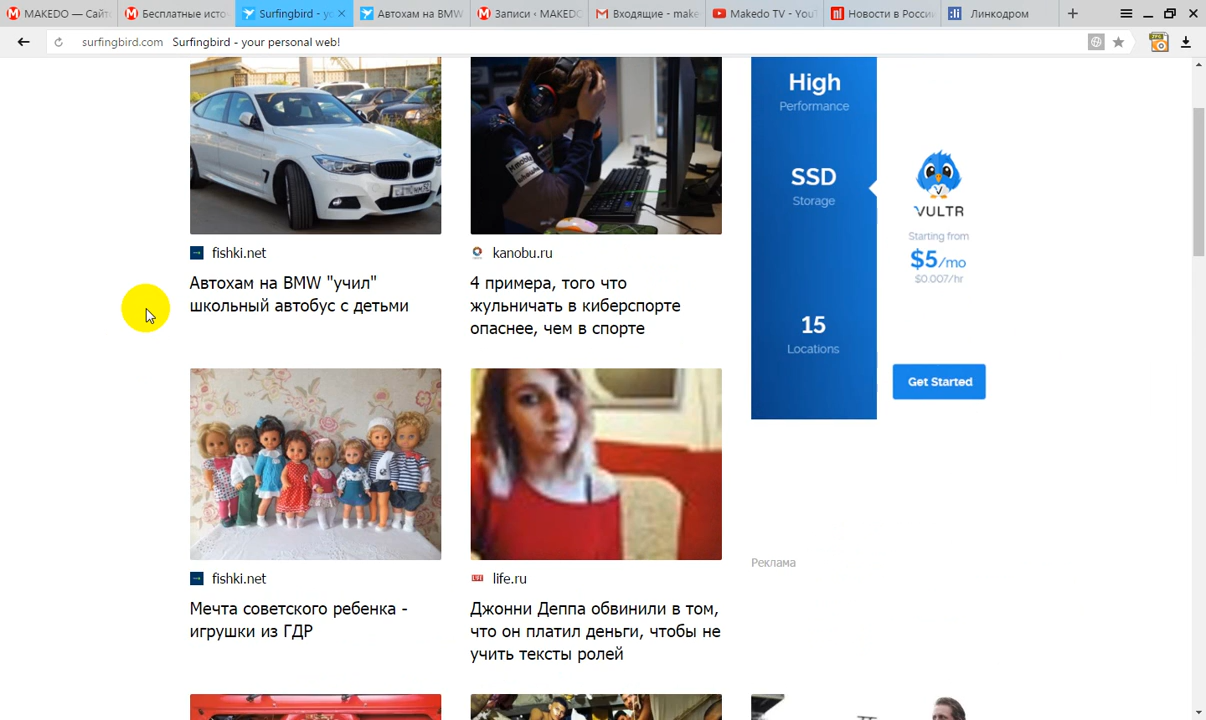 MAKEDO — Сайт
Бесплатные исто
Surfingbird - yo
Автохам на BMW
Записи ‹ MAKEDO
Входящие - make
Makedo TV - YouT
Новости в России
Линкодром
surfingbird.com Surfingbird - your personal web!
High
Performance
SSD
Storage
15
Locations
VULTR
Starting from
$5/mo
$0.007/hr
Get Started
fishki.net
Автохам на BMW "учил"
школьный автобус с детьми
kanobu.ru
4 примера, того что
жульничать в киберспорте
опаснее, чем в спорте
fishki.net
Мечта советского ребенка -
игрушки из ГДР
life.ru
Джонни Деппа обвинили в том,
что он платил деньги, чтобы не
учить тексты ролей
Реклама